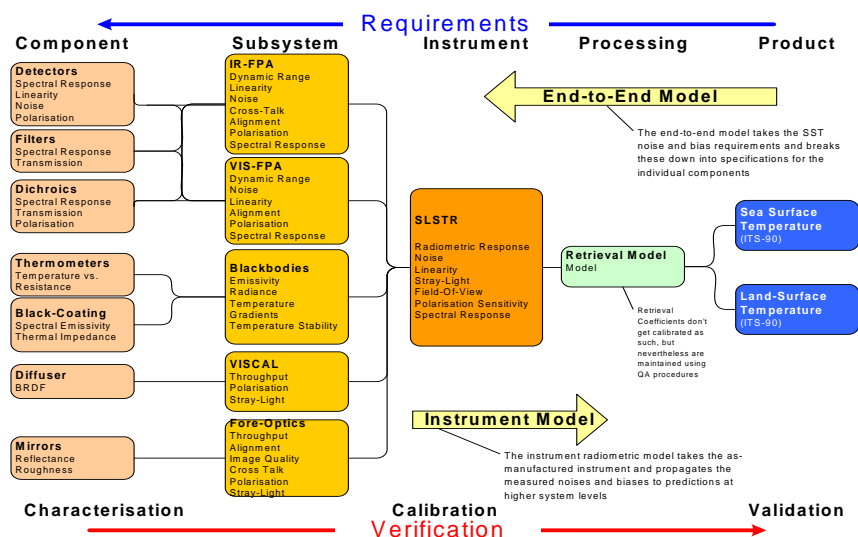 Requirements
Component
Subsystem
Instrument
Processing
Product
Detectors
Spectral Response
Linearity
Noise
Polarisation
Filters
Spectral Response
Transmission
Dichroics
Spectral Response
Transmission
Polarisation
Thermometers
Temperature vs.
Resistance
Black-Coating
Spectral Emissivity
Thermal Impedance
Diffuser
BRDF
Mirrors
Reflectance
Roughness
IR-FPA
Dynamic Range
Linearity
Noise
Cross-Talk
Alignment
Polarisation
Spectral Response
VIS-FPA
Dynamic Range
Noise
Linearity
Alignment
Polarisation
Spectral Response
Blackbodies
Emissivity
Radiance
Temperature
Gradients
Temperature Stability
VISCAL
Throughput
Polarisation
Stray-Light
Fore-Optics
Throughput
Alignment
Image Quality
Cross Talk
Polarisation
Stray-Light
End-to-End Model
The end-to-end model takes the SST
noise and bias requirements and breaks
these down into specifications for the
individual components
SLSTR
Radiometric Response
Noise
Linearity
Stray-Light
Field-Of-View
Polarisation Sensitivity
Spectral Response
Retrieval Model
Model
Retrieval
Coefficients don't
get calibrated as
such, but
nevertheless are
maintained using
QA procedures
Sea Surface
Temperature
(ITS-90)
Land-Surface
Temperature
(ITS-90)
Instrument Model
The instrument radiometric model takes the as-
manufactured instrument and propagates the
measured noises and biases to predictions at
higher system levels
Characterisation
Calibration
Validation
Verification